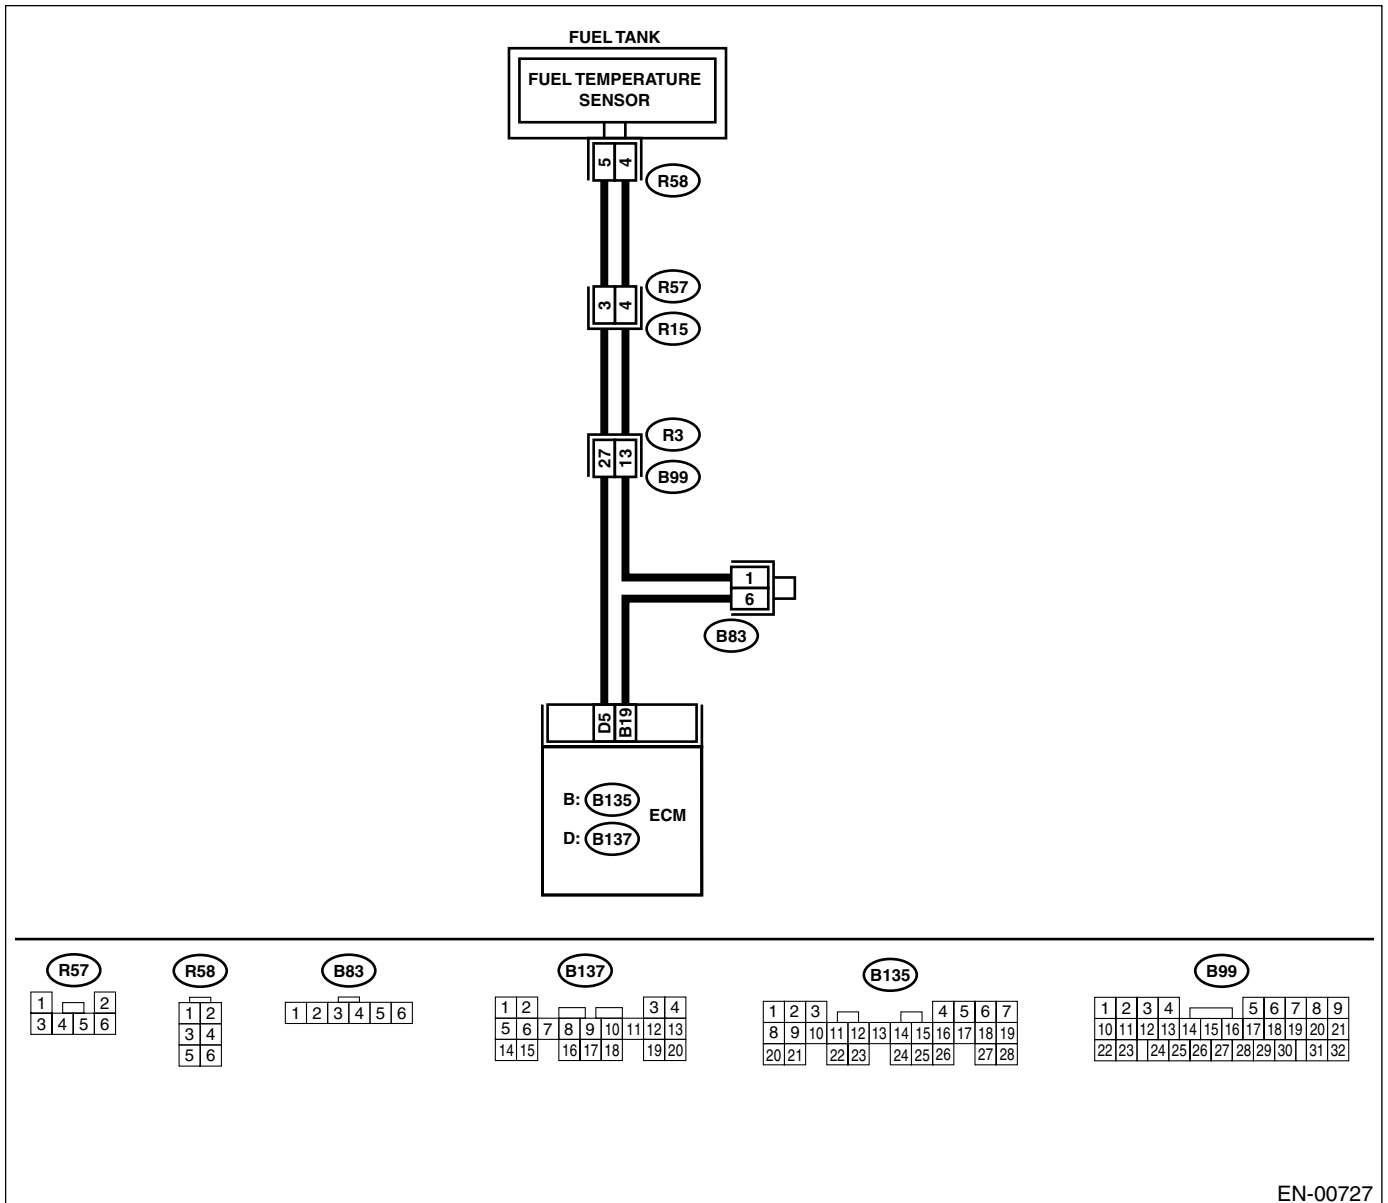 FUEL TANK
FUEL TEMPERATURE
SENSOR
5 4
R58
R57
3 4
R15
R3
27 13
B99
1
6
B83
D5 B19
B: B135 ECM
D: B137
R57
1 2
3 4 5 6
R58
1 2
3 4
5 6
B83
1 2 3 4 5 6
B137
1 2 3 4
5 6 7 8 9 10 11 12 13
14 15 16 17 18 19 20
B135
1 2 3 4 5 6 7
8 9 10 11 12 13 14 15 16 17 18 19
20 21 22 23 24 25 26 27 28
B99
1 2 3 4 5 6 7 8 9
10 11 12 13 14 15 16 17 18 19 20 21
22 23 24 25 26 27 28 29 30 31 32
EN-00727